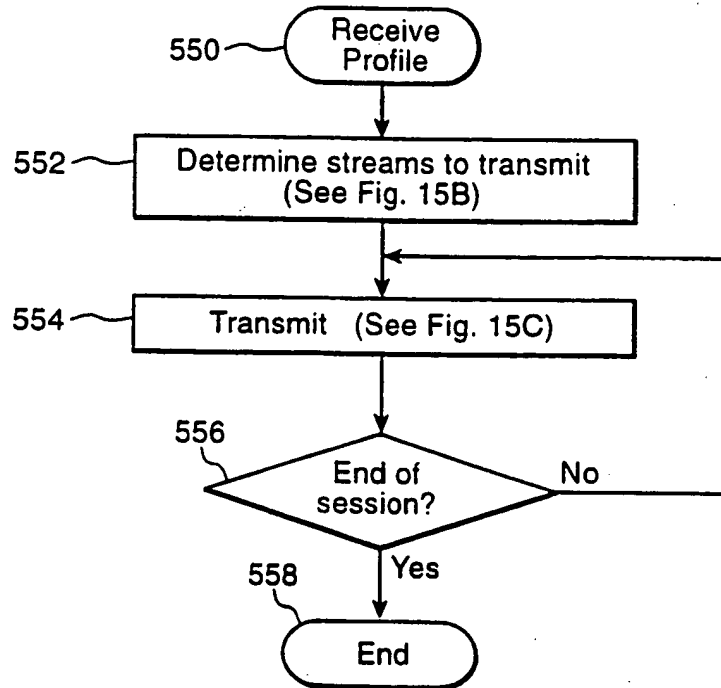 550
Receive
Profile
552
Determine streams to transmit
(See Fig. 15B)
554
Transmit (See Fig. 15C)
556
End of
session?
No
Yes
558
End